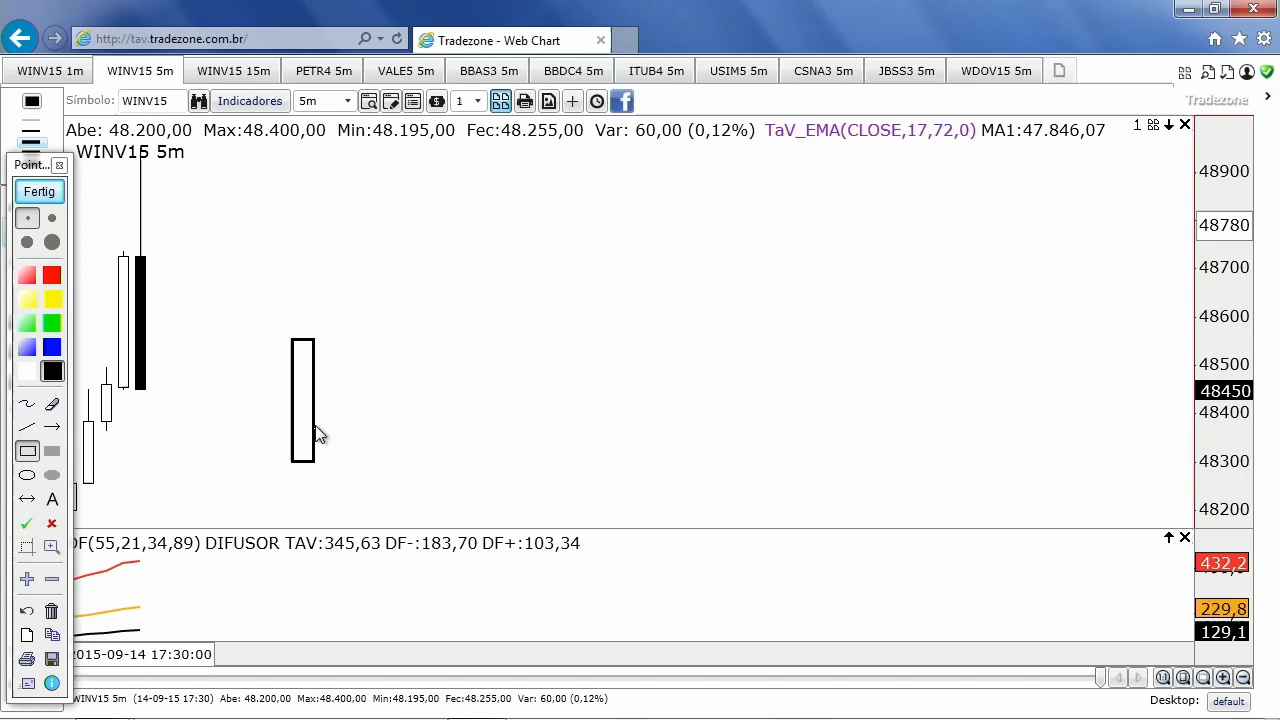 http://tav.tradezone.com.br/
Tradezone - Web Chart
WINV15 1m
WINV15 5m
WINV15 15m
PETR4 5m
VALE5 5m
BBAS3 5m
BBDC4 5m
ITUB4 5m
USIM5 5m
CSNA3 5m
JBSS3 5m
WDOV15 5m
Símbolo: WINV15 Indicadores 5m 1
Tradezone
Abe: 48.200,00 Max:48.400,00 Min:48.195,00 Fec:48.255,00 Var: 60,00 (0,12%) TaV_EMA(CLOSE,17,72,0) MA1:47.846,07
1
WINV15 5m
Point...
Fertig
A
48900
48780
48700
48600
48500
48450
48400
48300
48200
DF(55,21,34,89) DIFUSOR TAV:345,63 DF-:183,70 DF+:103,34
432,2
229,8
129,1
2015-09-14 17:30:00
WINV15 5m (14-09-15 17:30) Abe: 48.200,00 Max:48.400,00 Min:48.195,00 Fec:48.255,00 Var: 60,00 (0,12%)
Desktop: default